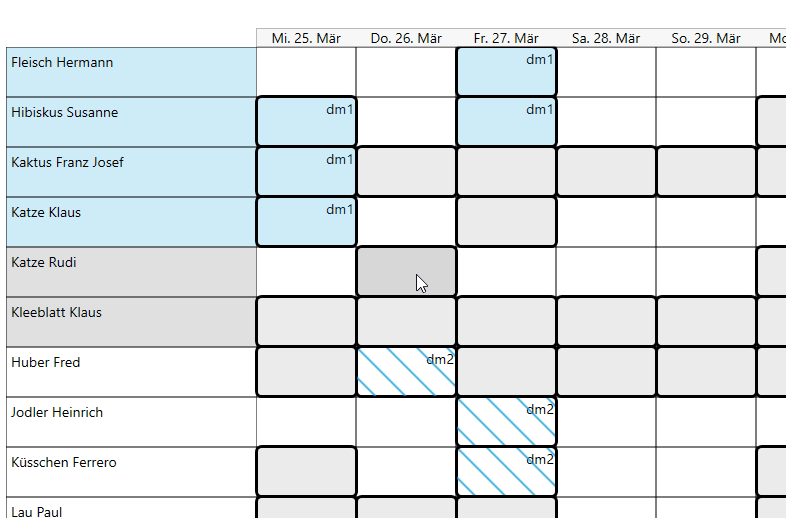 Mi. 25. Mär Do. 26. Mär Fr. 27. Mär Sa. 28. Mär So. 29. Mär Mo
Fleisch Hermann dm1
Hibiskus Susanne dm1 dm1
Kaktus Franz Josef dm1
Katze Klaus dm1
Katze Rudi
Kleeblatt Klaus
Huber Fred dm2
Jodler Heinrich dm2
Küsschen Ferrero dm2
Lau Paul